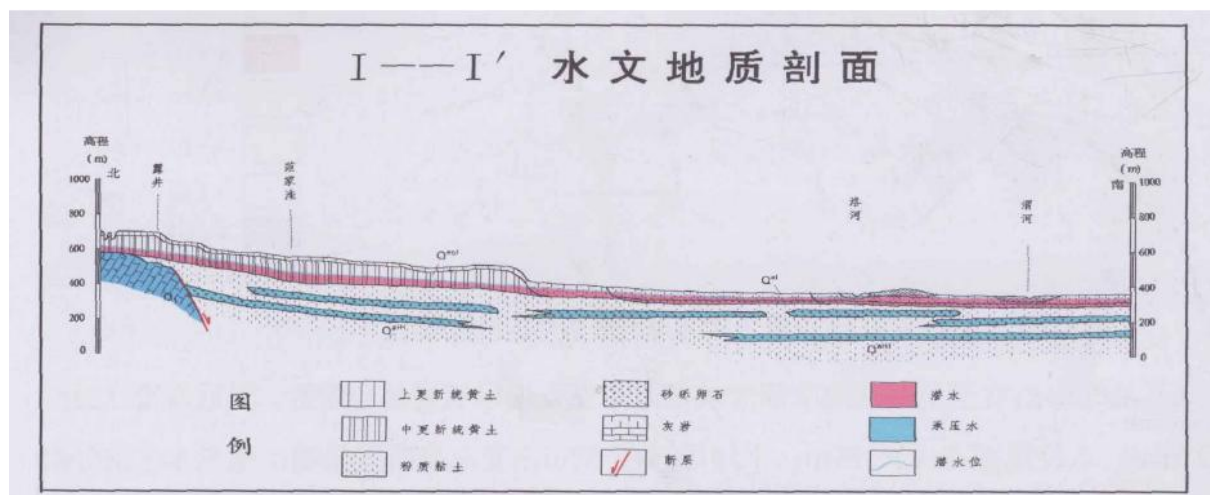 I——I′ 水文地质剖面
高程
(m)
北
1000
800
600
400
200
0
高程
(m)
南
1000
800
600
400
200
0
洛河
渭河
图例
上更新统黄土
中更新统黄土
粉质黏土
砂砾卵石
灰岩
断层
潜水
承压水
潜水位